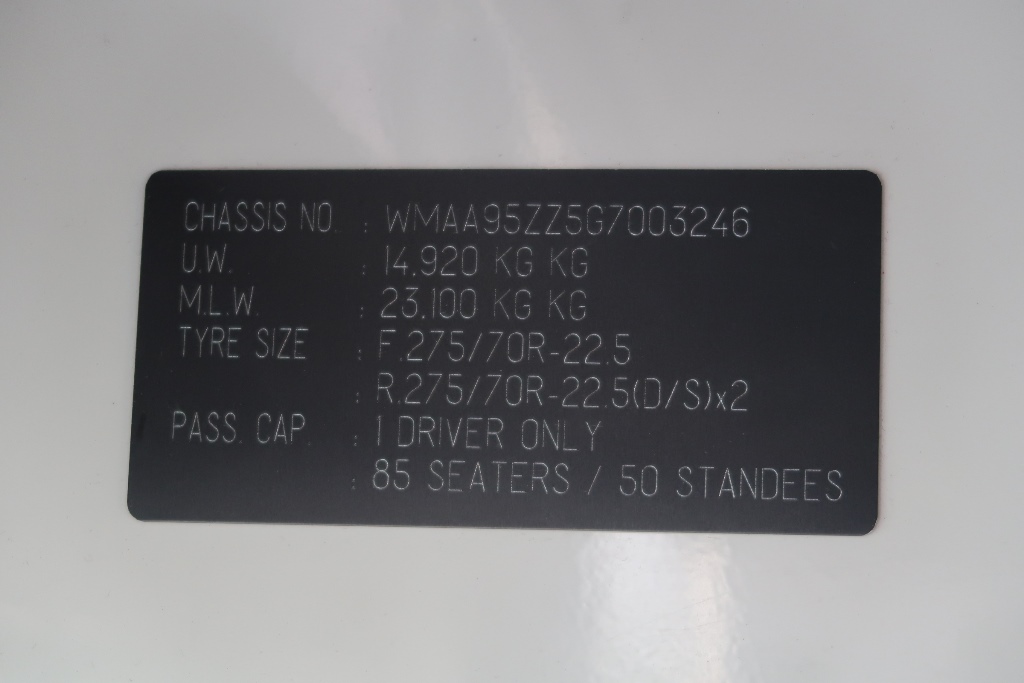 CHASSIS NO. : WMAA95ZZ5G7003246
U.W. : 14.920 KG KG
M.L.W. : 23.100 KG KG
TYRE SIZE : F.275/70R-22.5
: R.275/70R-22.5(D/S)x2
PASS. CAP. : 1 DRIVER ONLY
: 85 SEATERS / 50 STANDEES